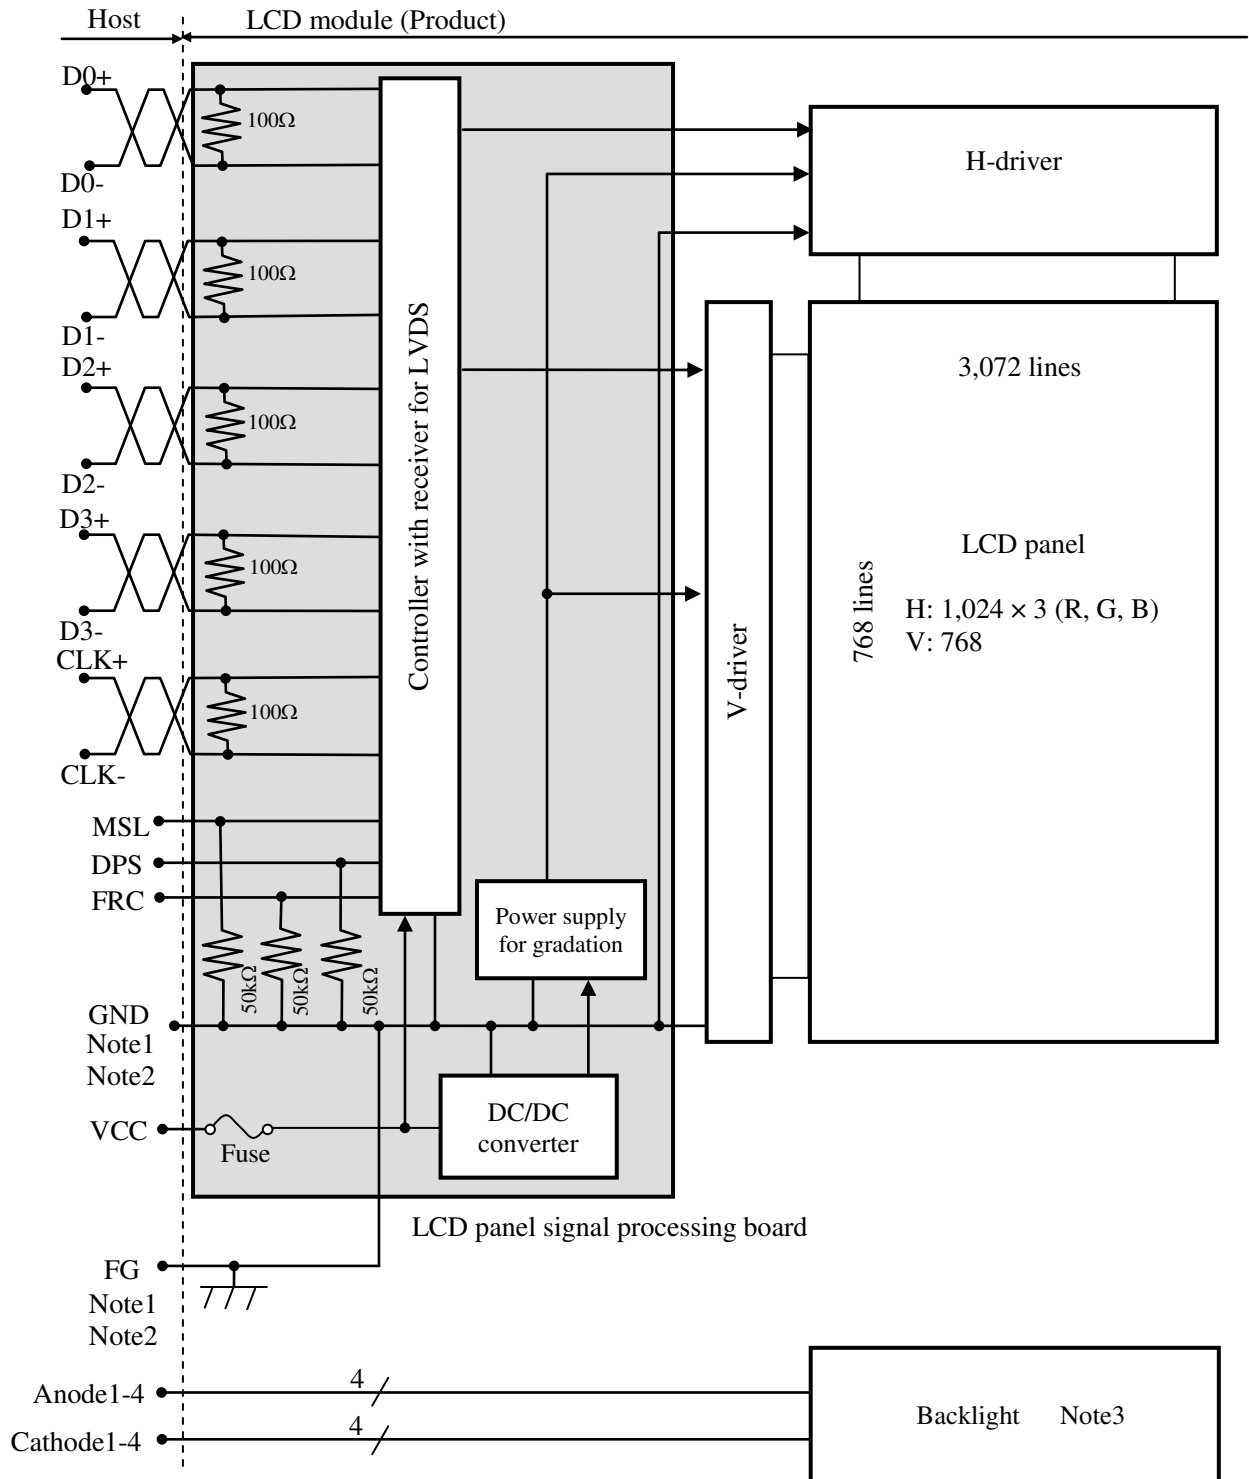 Host
LCD module (Product)
D0+
100Ω
D0-
D1+
100Ω
D1-
D2+
100Ω
D2-
D3+
100Ω
D3-
CLK+
100Ω
CLK-
MSL
DPS
FRC
50kΩ
50kΩ
50kΩ
GND
Note1
Note2
VCC
Fuse
FG
Note1
Note2
Controller with receiver for LVDS
Power supply
for gradation
DC/DC
converter
LCD panel signal processing board
H-driver
V-driver
3,072 lines
768 lines
LCD panel
H: 1,024 × 3 (R, G, B)
V: 768
Anode1-4
4
Cathode1-4
4
Backlight Note3